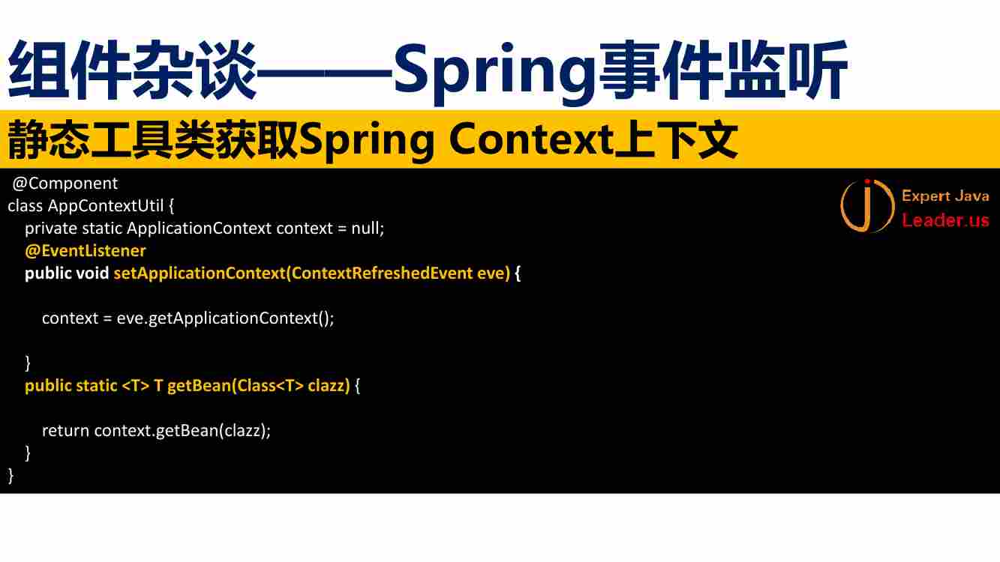 组件杂谈——Spring事件监听
静态工具类获取Spring Context上下文
@Component
class AppContextUtil {
private static ApplicationContext context = null;
@EventListener
public void setApplicationContext(ContextRefreshedEvent eve) {
context = eve.getApplicationContext();
}
public static <T> T getBean(Class<T> clazz) {
return context.getBean(clazz);
}
}
Expert Java
Leader.us